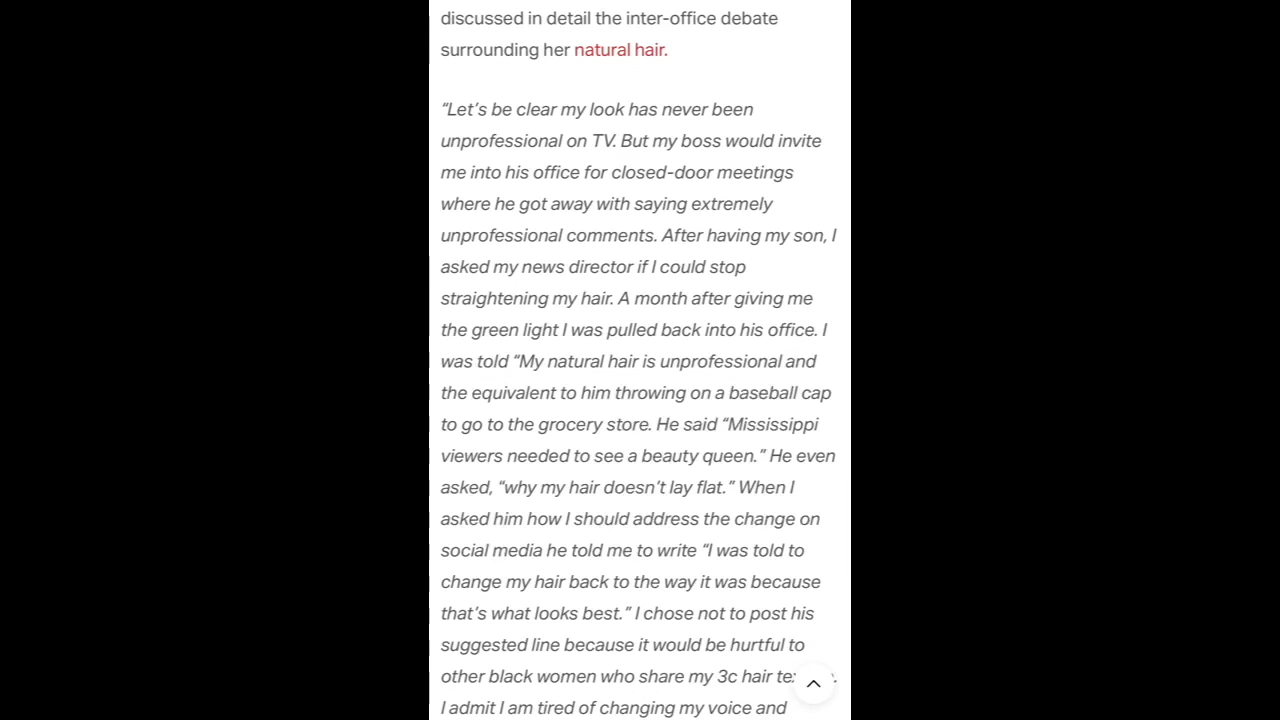 discussed in detail the inter-office debate
surrounding her natural hair.
“Let’s be clear my look has never been
unprofessional on TV. But my boss would invite
me into his office for closed-door meetings
where he got away with saying extremely
unprofessional comments. After having my son, I
asked my news director if I could stop
straightening my hair. A month after giving me
the green light I was pulled back into his office. I
was told “My natural hair is unprofessional and
the equivalent to him throwing on a baseball cap
to go to the grocery store. He said “Mississippi
viewers needed to see a beauty queen.” He even
asked, “why my hair doesn’t lay flat.” When I
asked him how I should address the change on
social media he told me to write “I was told to
change my hair back to the way it was because
that’s what looks best.” I chose not to post his
suggested line because it would be hurtful to
other black women who share my 3c hair
I admit I am tired of changing my voice and